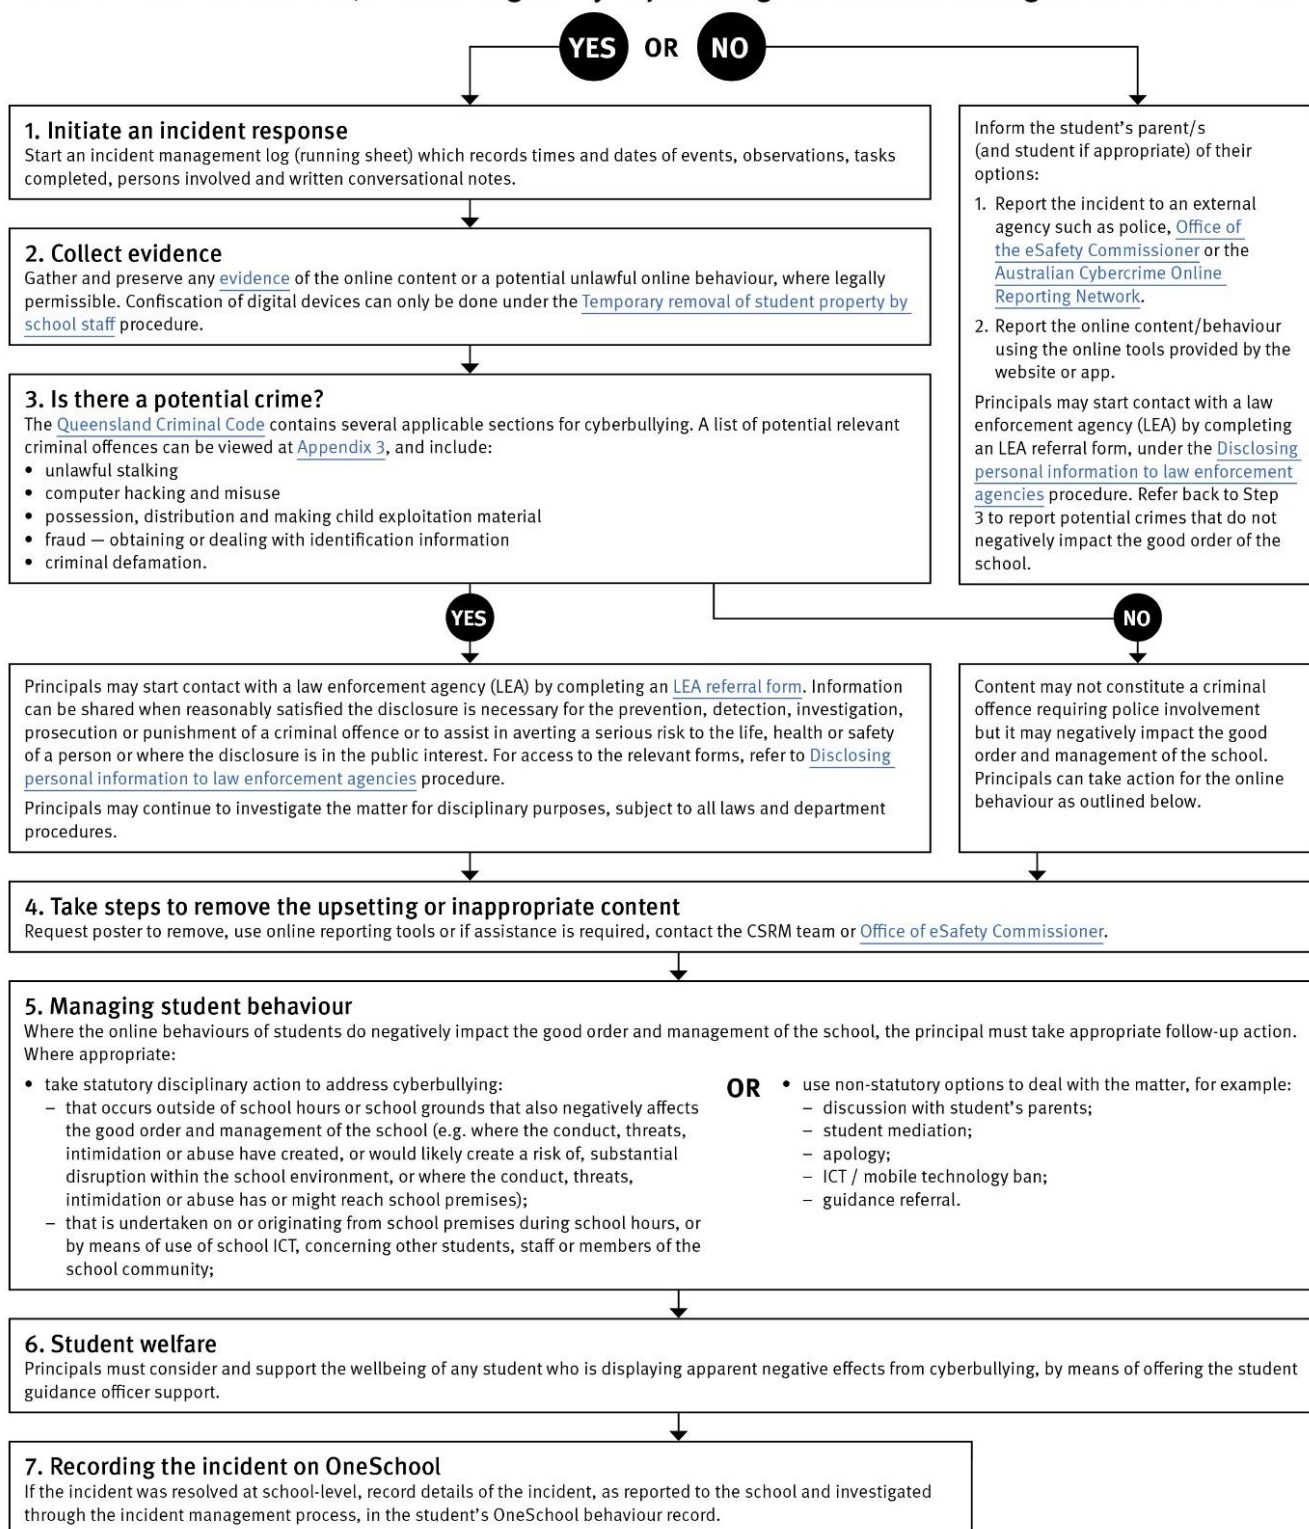 YES OR NO
1. Initiate an incident response
Start an incident management log (running sheet) which records times and dates of events, observations, tasks
completed, persons involved and written conversational notes.
Inform the student's parent/s
(and student if appropriate) of their
options:
1. Report the incident to an external
agency such as police, Office of
the eSafety Commissioner or the
Australian Cybercrime Online
Reporting Network.
2. Report the online content/behaviour
using the online tools provided by the
website or app.
Principals may start contact with a law
enforcement agency (LEA) by completing
an LEA referral form, under the Disclosing
personal information to law enforcement
agencies procedure. Refer back to Step
3 to report potential crimes that do not
negatively impact the good order of the
school.
2. Collect evidence
Gather and preserve any evidence of the online content or a potential unlawful online behaviour, where legally
permissible. Confiscation of digital devices can only be done under the Temporary removal of student property by
school staff procedure.
3. Is there a potential crime?
The Queensland Criminal Code contains several applicable sections for cyberbullying. A list of potential relevant
criminal offences can be viewed at Appendix 3, and include:
• unlawful stalking
• computer hacking and misuse
• possession, distribution and making child exploitation material
• fraud — obtaining or dealing with identification information
• criminal defamation.
YES
NO
Principals may start contact with a law enforcement agency (LEA) by completing an LEA referral form. Information
can be shared when reasonably satisfied the disclosure is necessary for the prevention, detection, investigation,
prosecution or punishment of a criminal offence or to assist in averting a serious risk to the life, health or safety
of a person or where the disclosure is in the public interest. For access to the relevant forms, refer to Disclosing
personal information to law enforcement agencies procedure.
Principals may continue to investigate the matter for disciplinary purposes, subject to all laws and department
procedures.
Content may not constitute a criminal
offence requiring police involvement
but it may negatively impact the good
order and management of the school.
Principals can take action for the online
behaviour as outlined below.
4. Take steps to remove the upsetting or inappropriate content
Request poster to remove, use online reporting tools or if assistance is required, contact the CSRM team or Office of eSafety Commissioner.
5. Managing student behaviour
Where the online behaviours of students do negatively impact the good order and management of the school, the principal must take appropriate follow-up action.
Where appropriate:
• take statutory disciplinary action to address cyberbullying:
– that occurs outside of school hours or school grounds that also negatively affects
the good order and management of the school (e.g. where the conduct, threats,
intimidation or abuse have created, or would likely create a risk of, substantial
disruption within the school environment, or where the conduct, threats,
intimidation or abuse has or might reach school premises);
– that is undertaken on or originating from school premises during school hours, or
by means of use of school ICT, concerning other students, staff or members of the
school community;
OR
• use non-statutory options to deal with the matter, for example:
– discussion with student's parents;
– student mediation;
– apology;
– ICT / mobile technology ban;
– guidance referral.
6. Student welfare
Principals must consider and support the wellbeing of any student who is displaying apparent negative effects from cyberbullying, by means of offering the student
guidance officer support.
7. Recording the incident on OneSchool
If the incident was resolved at school-level, record details of the incident, as reported to the school and investigated
through the incident management process, in the student's OneSchool behaviour record.